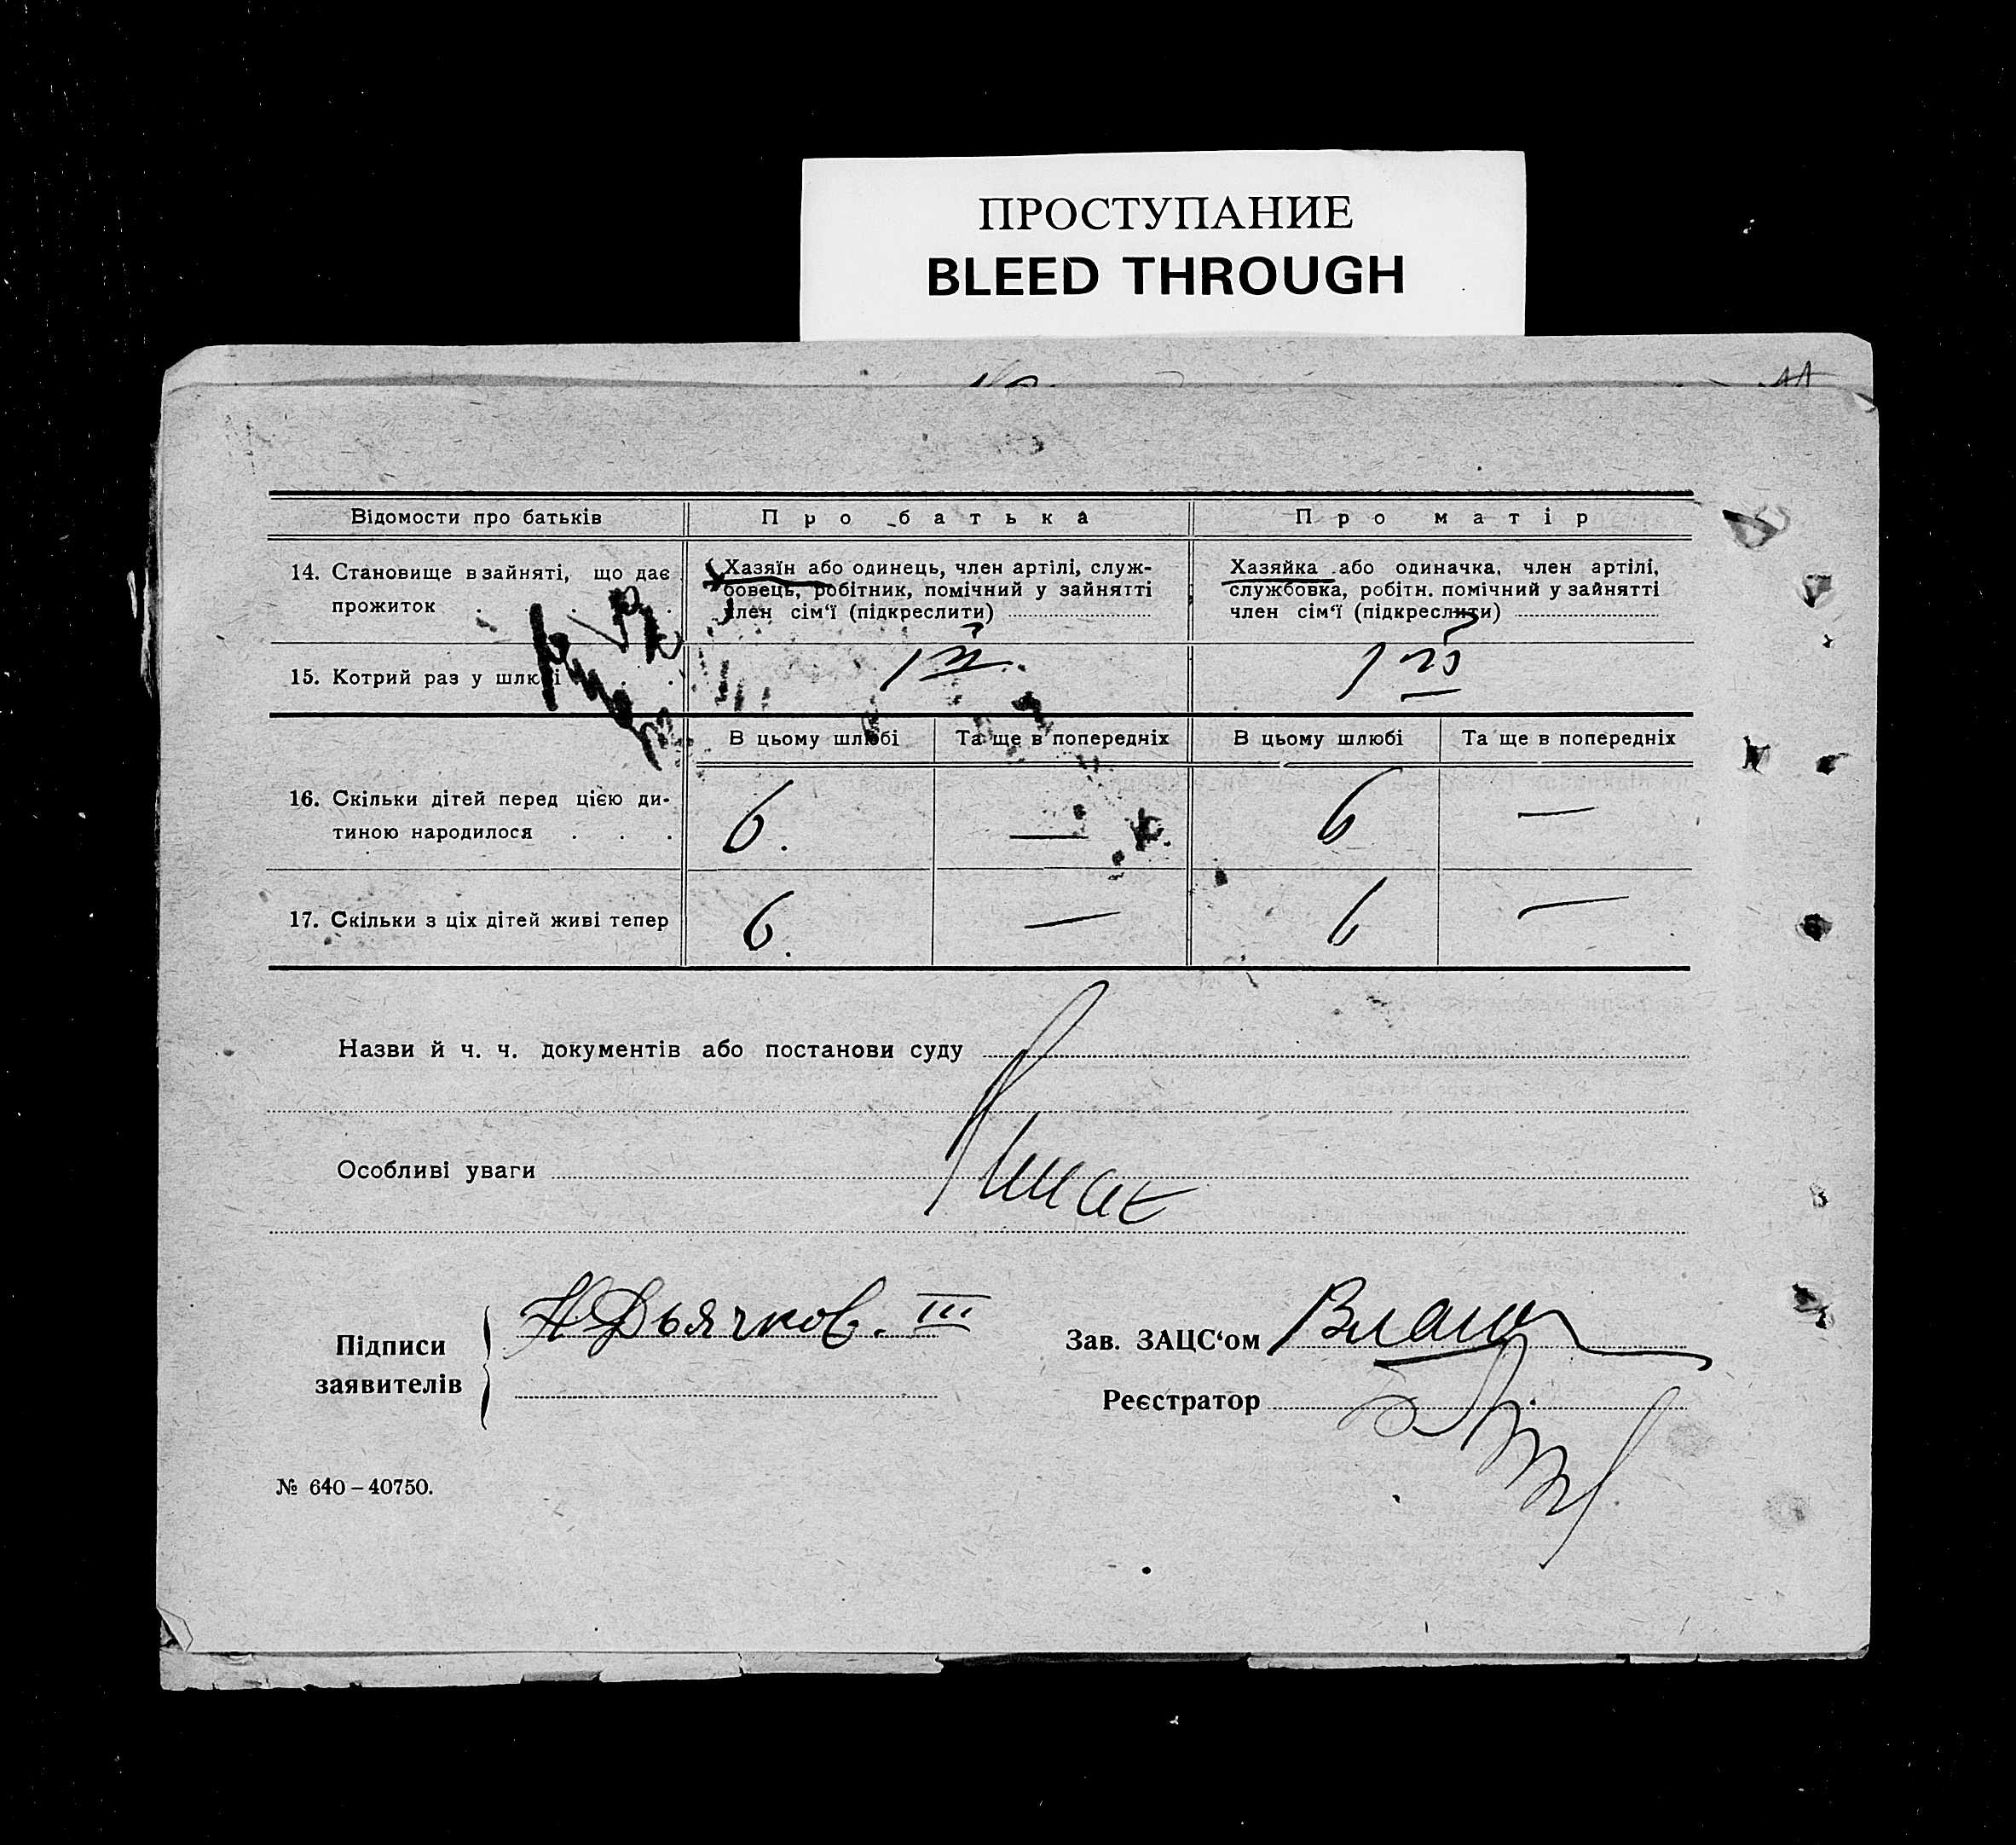 ПРОСТУПАНИЕ
BLEED THROUGH
Відомости про батьків
Про батька
Про матір
14. Становище в зайняті, що дає
прожиток . . .
Хазяїн або одинець, член артілі, служ-
бовець, робітник, помічний у зайнятті
член сім'ї (підкреслити)
Хазяйка або одиначка, член артілі,
службовка, робітн. помічний у зайнятті
член сім'ї (підкреслити)
15. Котрий раз у шлюбі . .
1
1
В цьому шлюбі
Та ще в попередніх
В цьому шлюбі
Та ще в попередніх
16. Скільки дітей перед цією ди-
тиною народилося . . .
6.
—
6
—
17. Скільки з ціх дітей живі тепер
6.
—
6
—
Назви й ч. ч. документів або постанови суду
Особливі уваги
Підписи
заявителів
Н Дьячков. III
Зав. ЗАЦС'ом
Реєстратор
№ 640–40750.